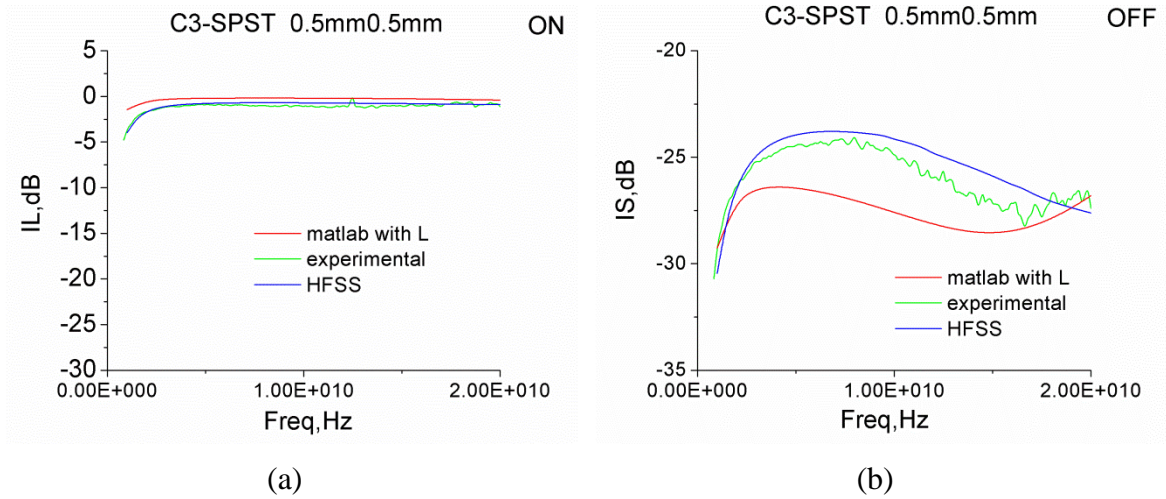 C3-SPST 0.5mm0.5mm ON
5
0
-5
-10
-15
-20
-25
-30
IL,dB
matlab with L
experimental
HFSS
0.00E+000 1.00E+010 2.00E+010
Freq,Hz
(a)
C3-SPST 0.5mm0.5mm OFF
-20
-25
-30
-35
IS,dB
matlab with L
experimental
HFSS
0.00E+000 1.00E+010 2.00E+010
Freq,Hz
(b)